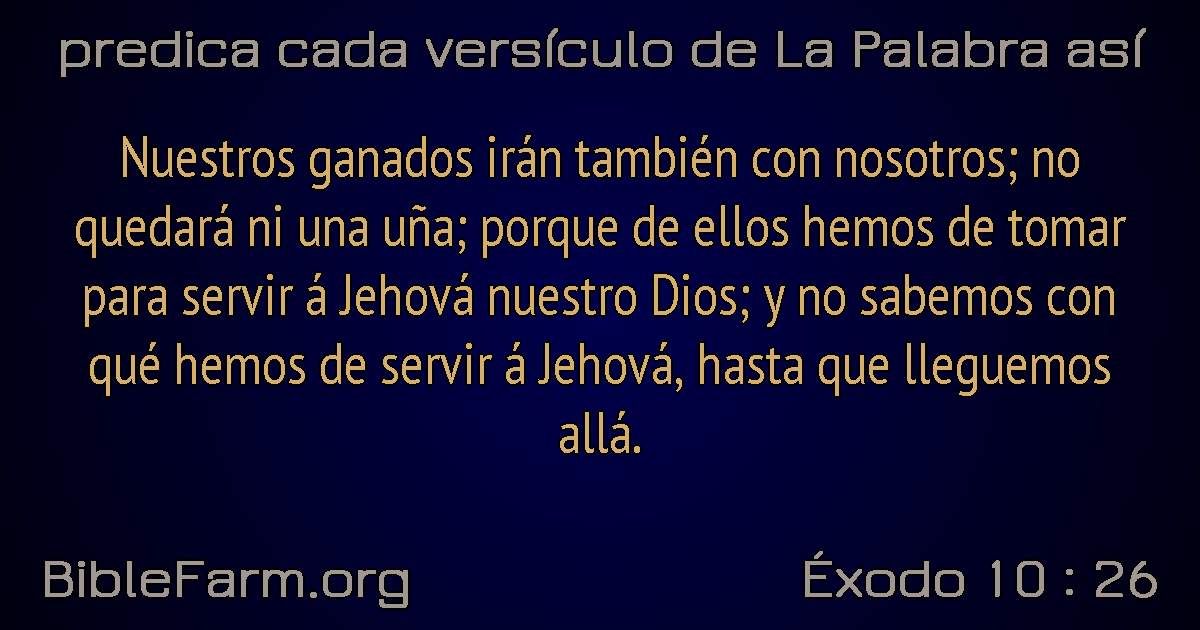 predica cada versículo de La Palabra así
Nuestros ganados irán también con nosotros; no
quedará ni una uña; porque de ellos hemos de tomar
para servir á Jehová nuestro Dios; y no sabemos con
qué hemos de servir á Jehová, hasta que lleguemos
allá.
BibleFarm.org
Éxodo 10 : 26